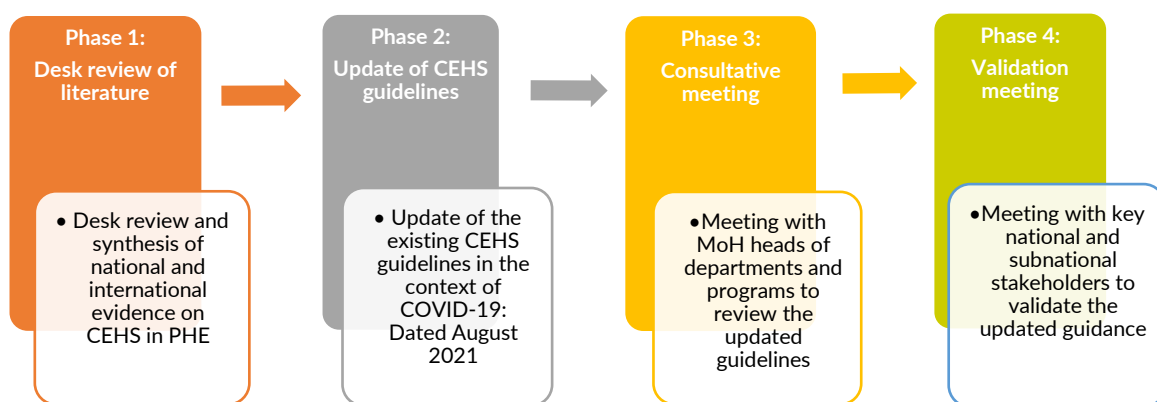 Phase 1:
Desk review of
literature
• Desk review and
synthesis of
national and
international
evidence on
CEHS in PHE
Phase 2:
Update of CEHS
guidelines
• Update of the
existing CEHS
guidelines in the
context of
COVID-19:
Dated August
2021
Phase 3:
Consultative
meeting
•Meeting with
MoH heads of
departments and
programs to
review the
updated
guidelines
Phase 4:
Validation
meeting
•Meeting with key
national and
subnational
stakeholders to
validate the
updated guidance